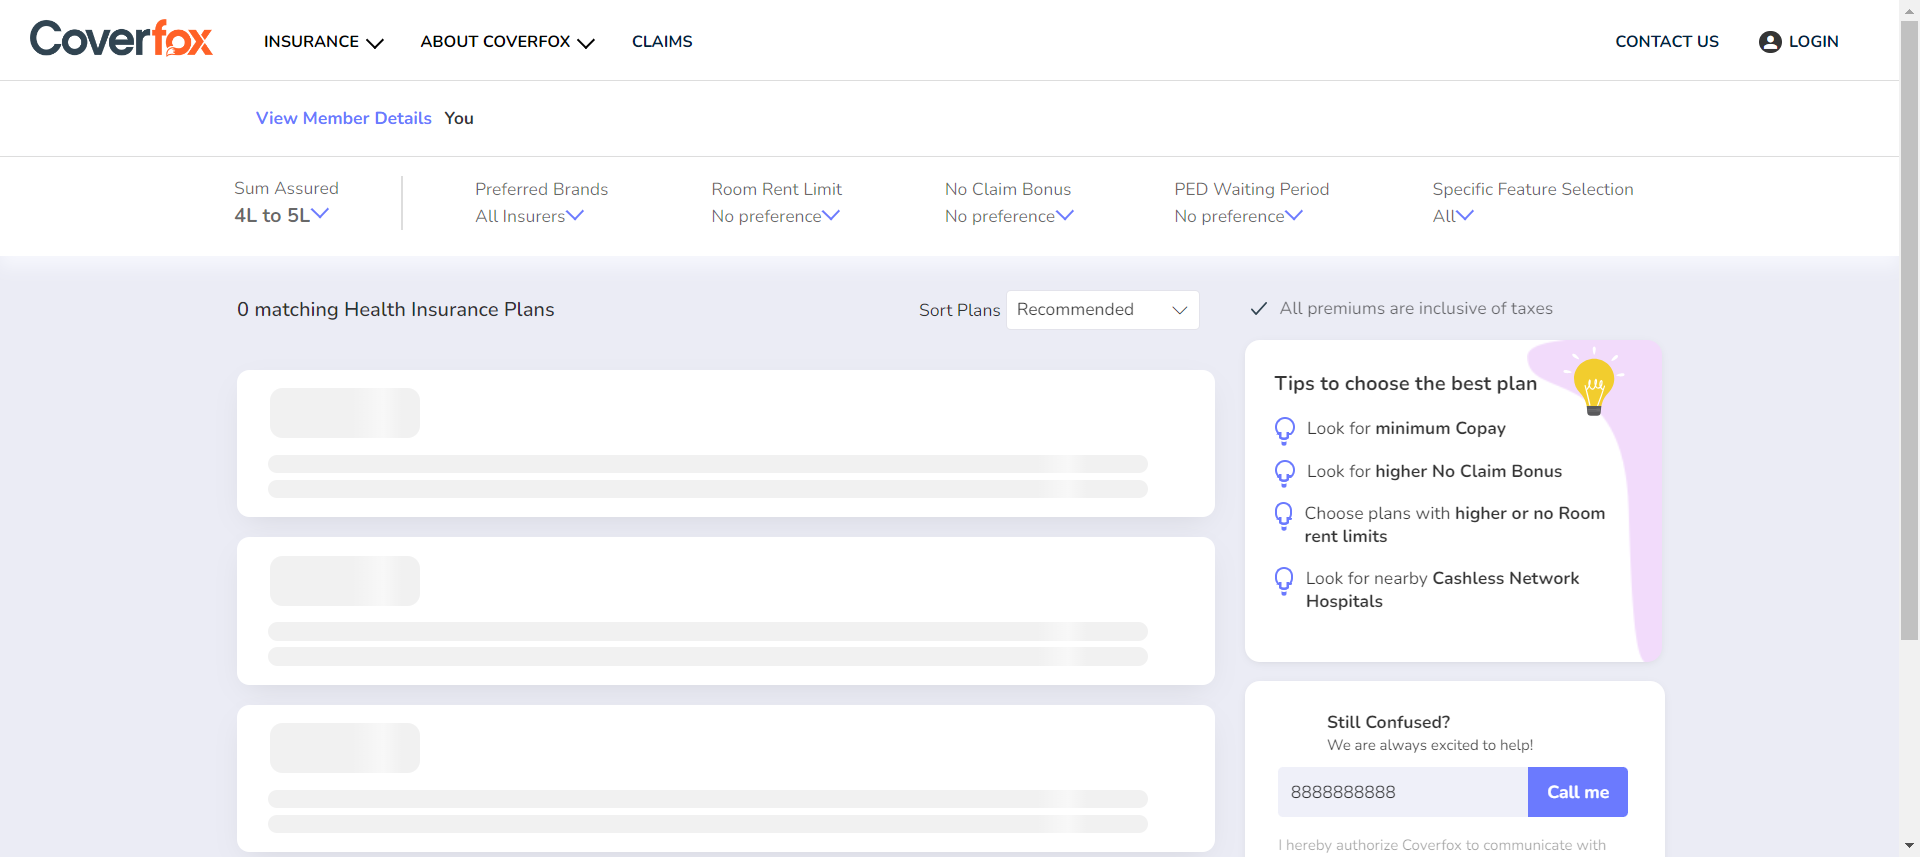 Coverfox
INSURANCE
ABOUT COVERFOX
CLAIMS
CONTACT US
LOGIN
View Member Details You
Sum Assured
4L to 5L
Preferred Brands
All Insurers
Room Rent Limit
No preference
No Claim Bonus
No preference
PED Waiting Period
No preference
Specific Feature Selection
All
0 matching Health Insurance Plans
Sort Plans Recommended
All premiums are inclusive of taxes
Tips to choose the best plan
Look for minimum Copay
Look for higher No Claim Bonus
Choose plans with higher or no Room
rent limits
Look for nearby Cashless Network
Hospitals
Still Confused?
We are always excited to help!
8888888888
Call me
I hereby authorize Coverfox to communicate with